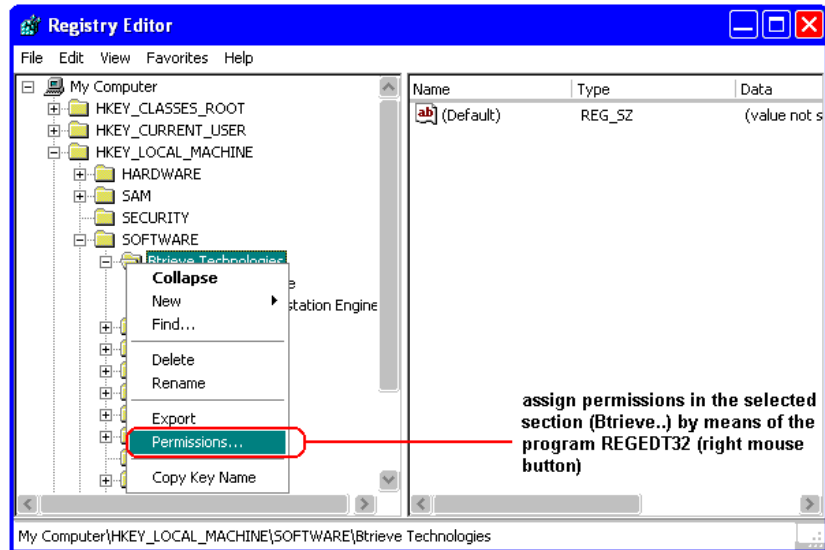 Registry Editor
File Edit View Favorites Help
My Computer
HKEY_CLASSES_ROOT
HKEY_CURRENT_USER
HKEY_LOCAL_MACHINE
HARDWARE
SAM
SECURITY
SOFTWARE
Btrieve Technologies
Collapse
New
station Engine
Find...
Delete
Rename
Export
Permissions...
Copy Key Name
Name Type Data
(Default) REG_SZ (value not s
assign permissions in the selected
section (Btrieve..) by means of the
program REGEDT32 (right mouse
button)
My Computer\HKEY_LOCAL_MACHINE\SOFTWARE\Btrieve Technologies